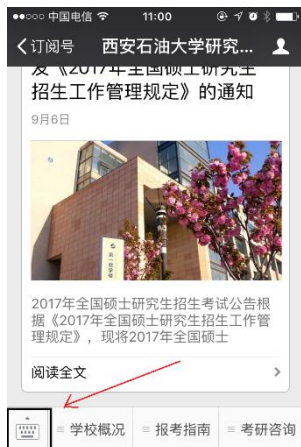 中国电信 11:00
订阅号 西安石油大学研究...
发《2017年全国硕士研究生
招生工作管理规定》的通知
9月6日
2017年全国硕士研究生招生考试公告根
据《2017年全国硕士研究生招生工作管
理规定》，现将2017年全国硕士
阅读全文
学校概况 报考指南 考研咨询